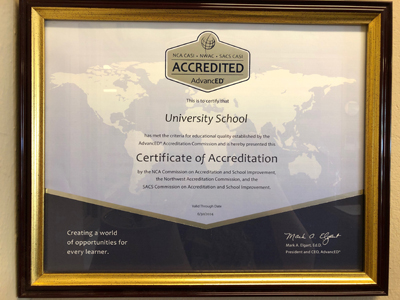 NCA CASI • NWAC • SACS CASI
ACCREDITED
AdvancED®
This is to certify that
University School
has met the criteria for educational quality established by the
AdvancED® Accreditation Commission and is hereby presented this
Certificate of Accreditation
by the NCA Commission on Accreditation and School Improvement,
the Northwest Accreditation Commission, and the
SACS Commission on Accreditation and School Improvement.
Valid Through Date:
Creating a world
of opportunities for
every learner.
Mark A. Elgart, Ed.D.
President and CEO, AdvancED®